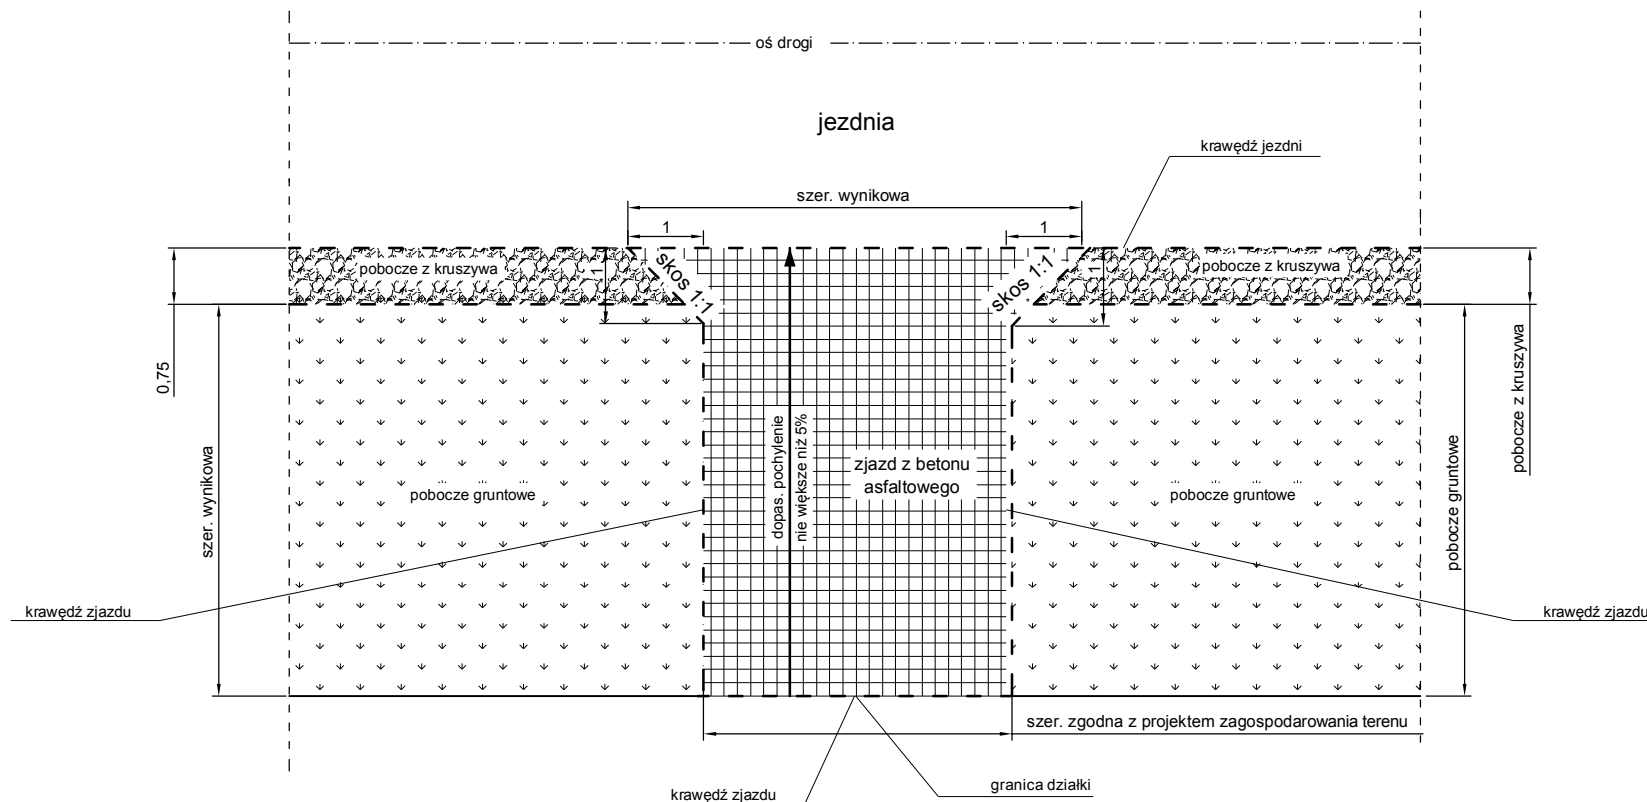 oś drogi
jezdnia
krawędź jezdni
szer. wynikowa
1
1
pobocze z kruszywa
1
skos 1:1
skos 1:1
1
pobocze z kruszywa
0,75
pobocze z kruszywa
szer. wynikowa
pobocze gruntowe
dopas. pochylenie
nie większe niż 5%
zjazd z betonu
asfaltowego
pobocze gruntowe
pobocze gruntowe
krawędź zjazdu
krawędź zjazdu
szer. zgodna z projektem zagospodarowania terenu
granica działki
krawędź zjazdu